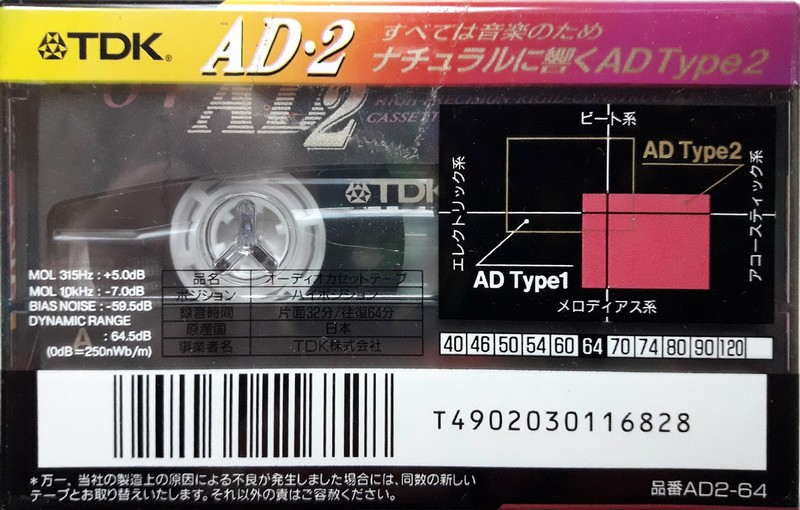 TDK®
AD・2
すべては音楽のため
ナチュラルに響くAD Type2
AD2
HIGH PRECISION RIGID
CASSETTE
TDK
ビート系
AD Type2
エレクトリック系
アコースティック系
AD Type1
メロディアス系
MOL 315Hz : +5.0dB
MOL 10kHz : -7.0dB
BIAS NOISE : -59.5dB
DYNAMIC RANGE
: 64.5dB
(0dB=250nWb/m)
A
品名 オーディオカセットテープ
ポジション ハイポジション
録音時間 片面32分/往復64分
原産国 日本
事業者名 TDK株式会社
40 46 50 54 60 64 70 74 80 90 120
T4902030116828
*万一、当社の製造上の原因による不良が発生しました場合には、同数の新しい
テープとお取り替えいたします。それ以外の責はご容赦ください。
品番AD2-64